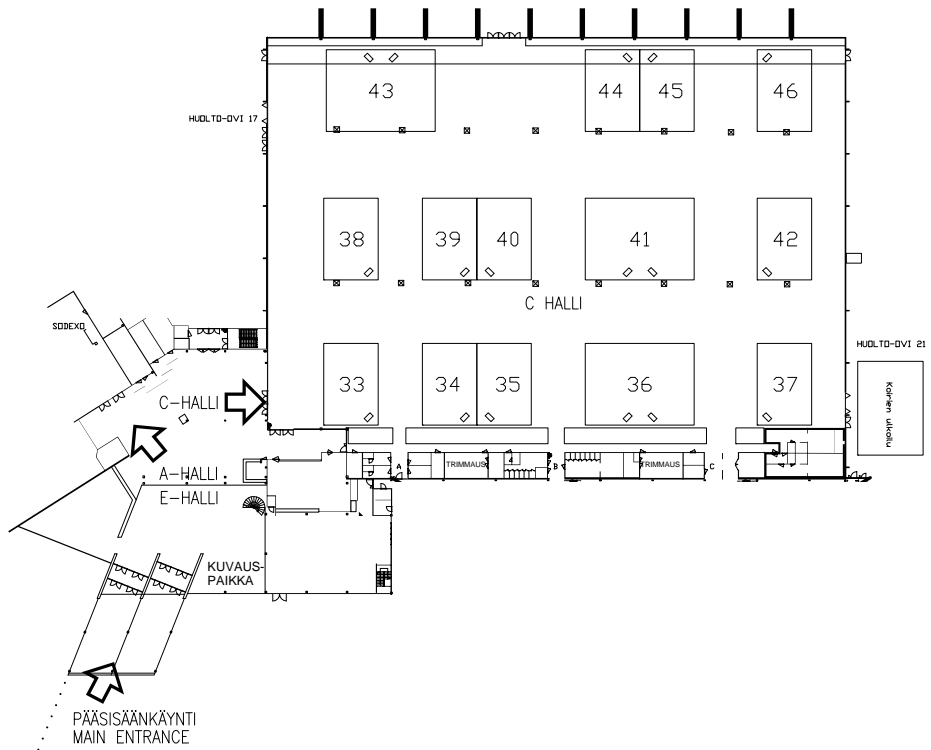 43
44
45
46
HUOLTO-OVI 17
38
39
40
41
42
C HALLI
SODEXO
HUOLTO-OVI 21
33
34
35
36
37
Koirien ulkoilu
C-HALLI
A
TRIMMAUS
B
TRIMMAUS
C
A-HALLI
E-HALLI
KUVAUS-
PAIKKA
PÄÄSISÄÄNKÄYNTI
MAIN ENTRANCE